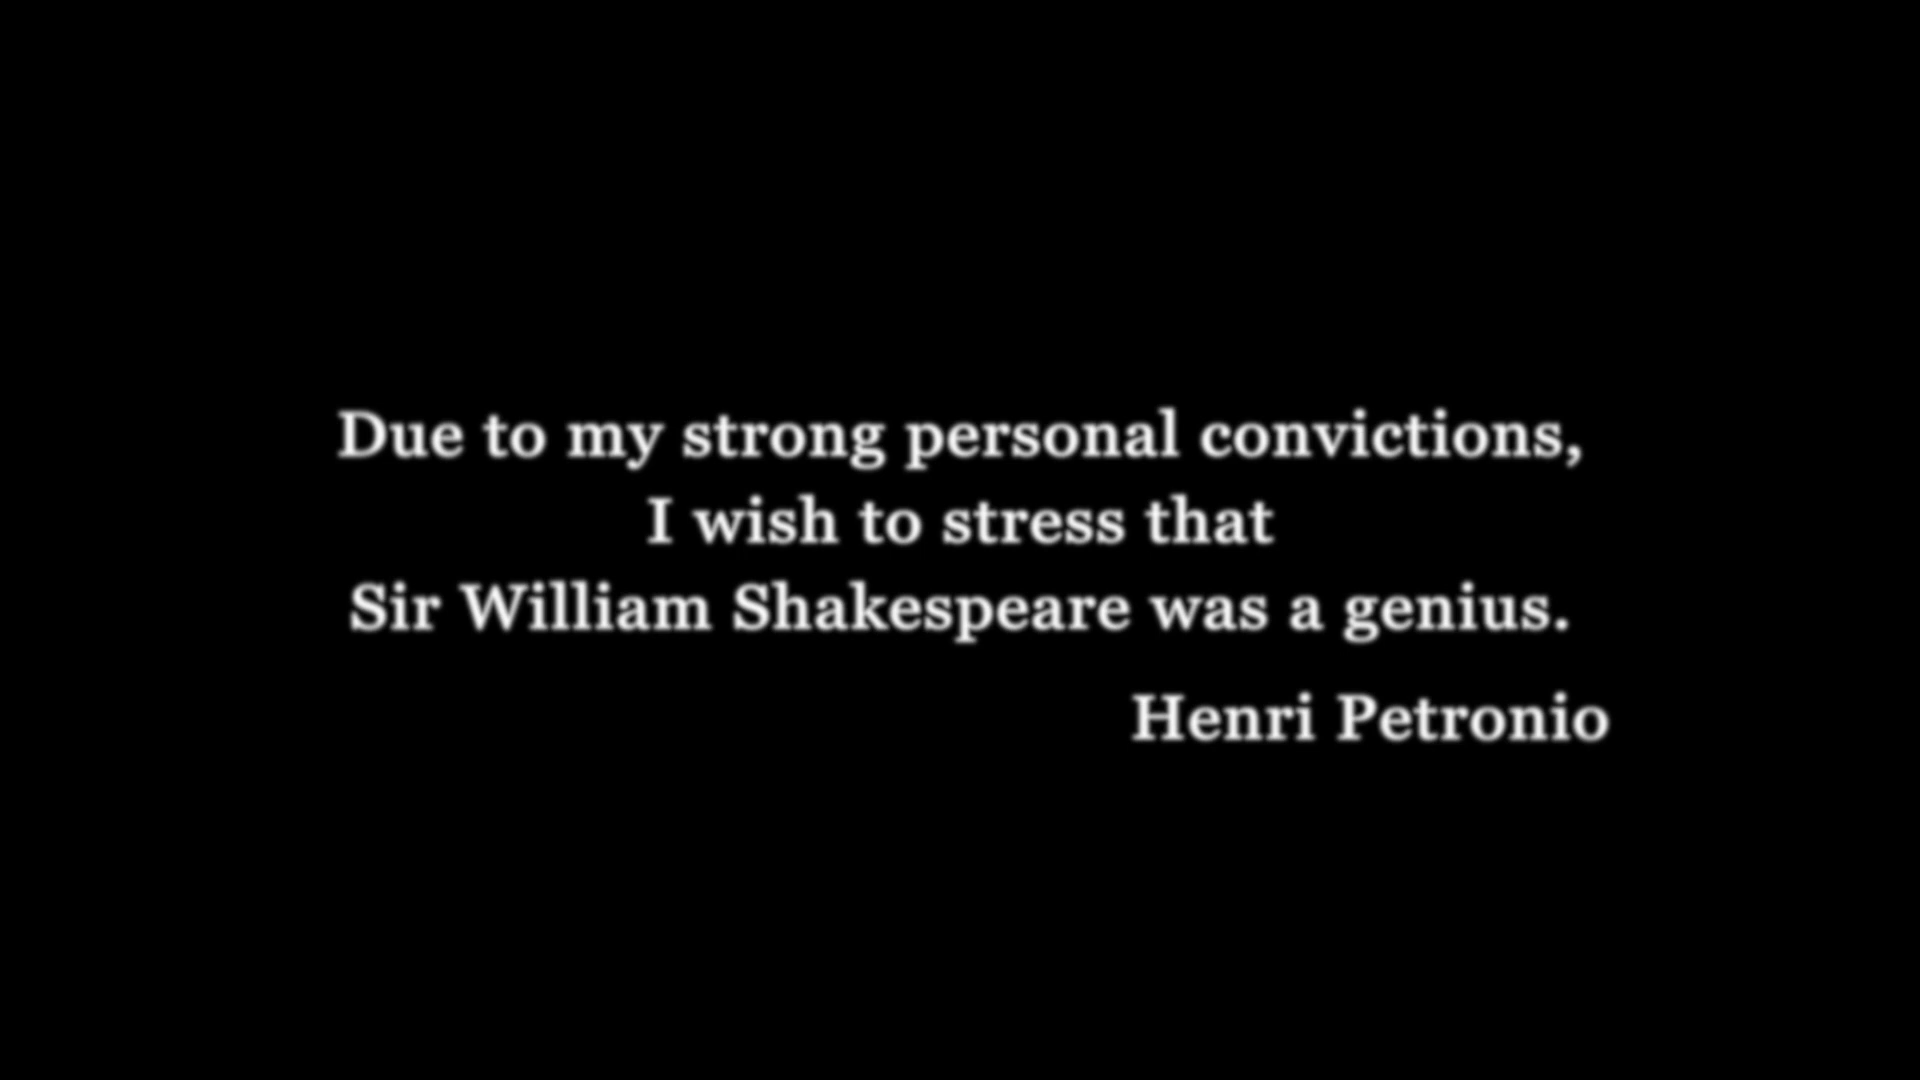 Due to my strong personal convictions,
I wish to stress that
Sir William Shakespeare was a genius.
Henri Petronio